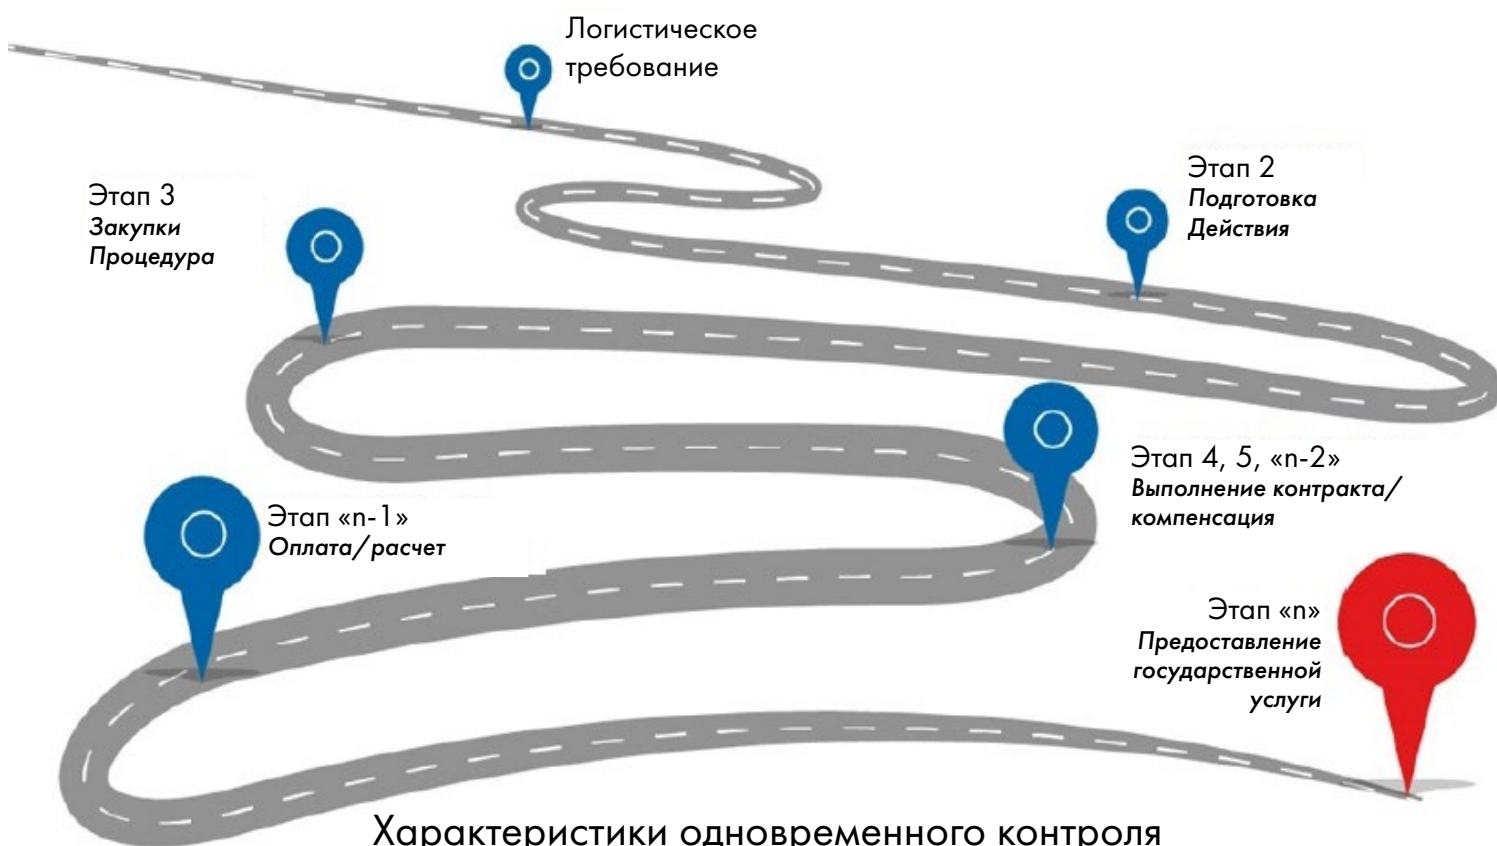 Логистическое
требование
Этап 2
Подготовка
Действия
Этап 3
Закупки
Процедура
Этап 4, 5, «n-2»
Выполнение контракта/
компенсация
Этап «n-1»
Оплата/расчет
Этап «n»
Предоставление
государственной
услуги
Характеристики одновременного контроля